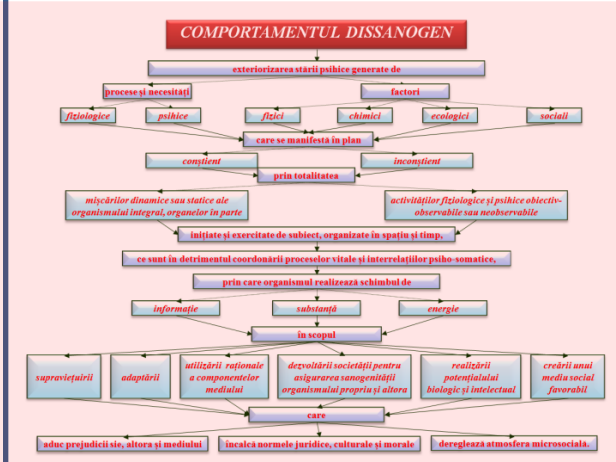 COMPORTAMENTUL DISSANOGEN
exteriorizarea stării psihice generate de
procese și necesități
factori
fiziologice
psihice
fizici
chimici
ecologici
sociali
care se manifestă în plan
conștient
inconștient
prin totalitatea
mișcărilor dinamice sau statice ale
organismului integral, organelor în parte
activităților fiziologice și psihice obiectiv-
observabile sau neobservabile
inițiate și exercitate de subiect, organizate în spațiu și timp,
ce sunt în detrimentul coordonării proceselor vitale și interrelațiilor psiho-somatice,
prin care organismul realizează schimbul de
informație
substanță
energie
în scopul
supraviețuirii
adaptării
utilizării raționale
a componentelor
mediului
dezvoltării societății pentru
asigurarea sanogenității
organismului propriu și altora
realizării
potențialului
biologic și intelectual
creării unui
mediu social
favorabil
care
aduc prejudicii sie, altora și mediului
încalcă normele juridice, culturale și morale
dereglează atmosfera microsocială.